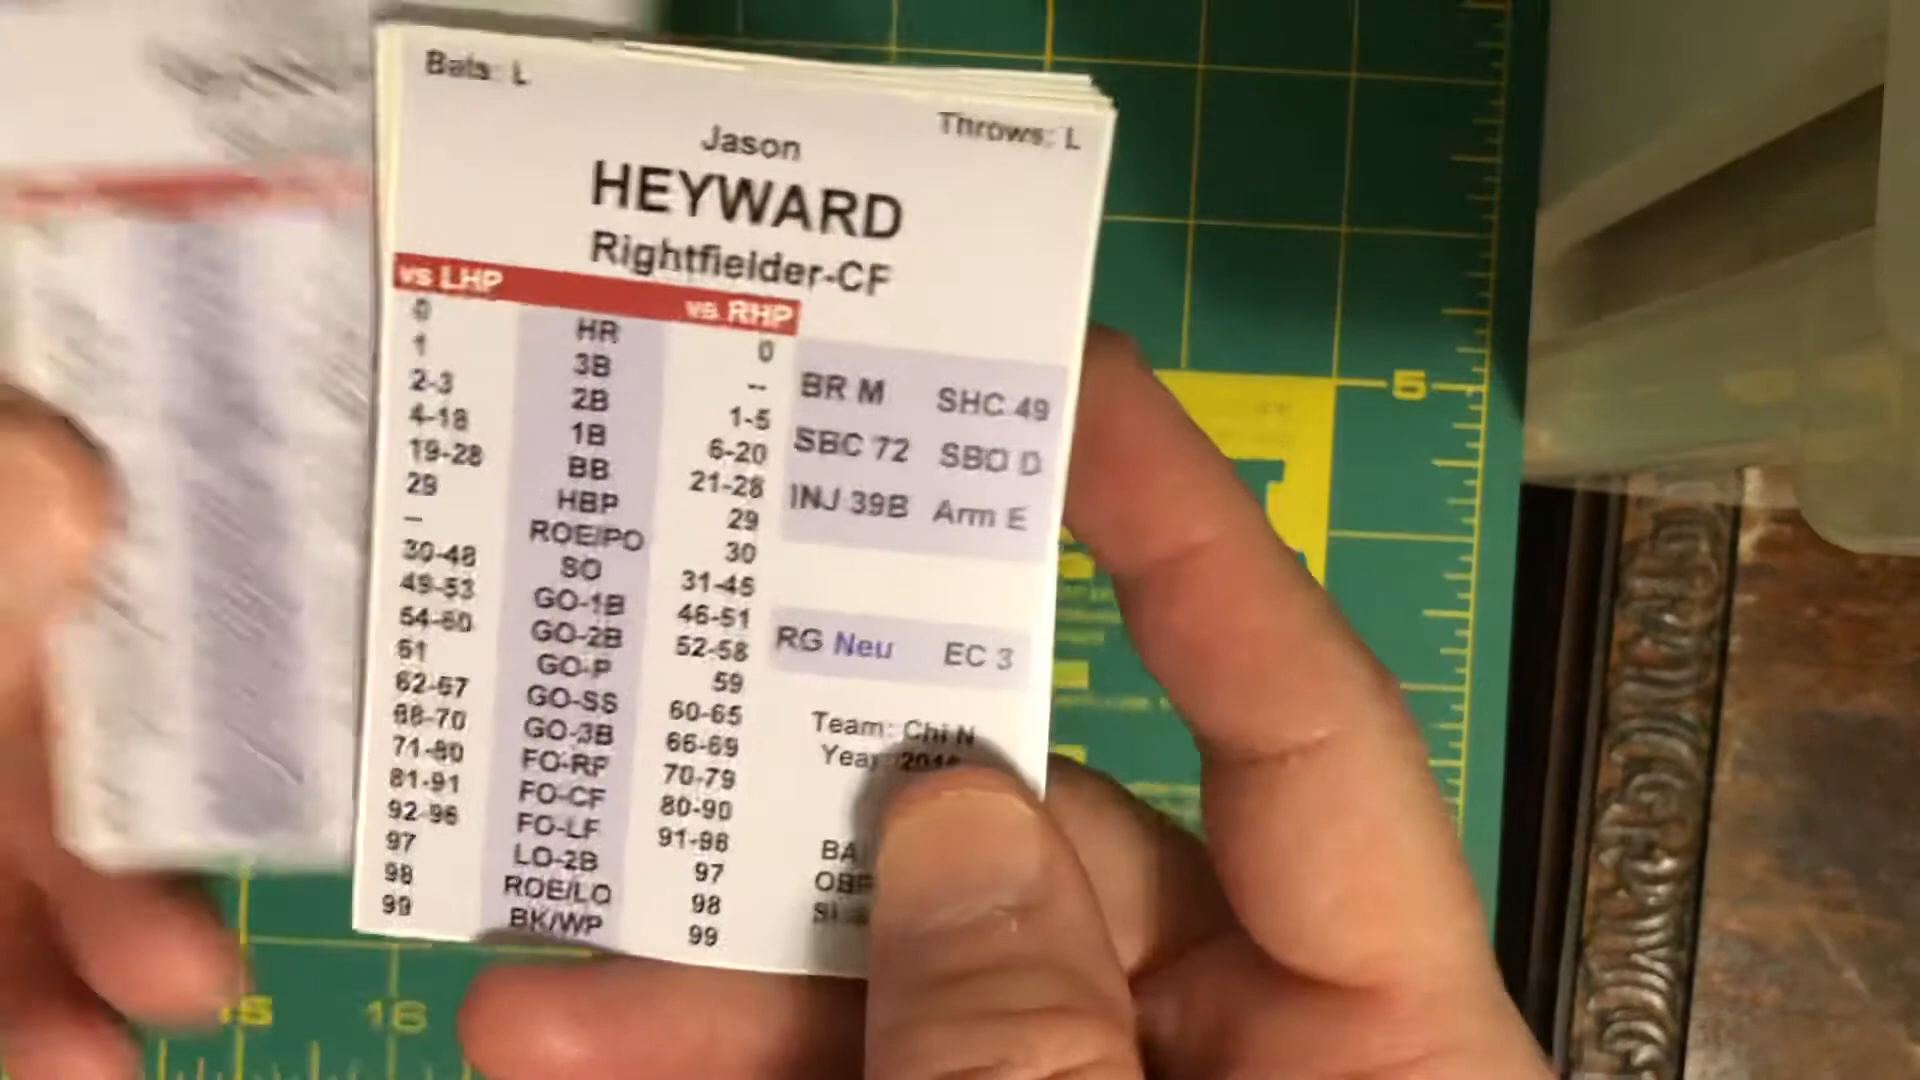 Bats: L
Throws: L
Jason
HEYWARD
Rightfielder-CF
vs LHP vs RHP
0 HR 0
1 3B --
2-3 2B 1-5
4-18 1B 6-20
19-28 BB 21-28
29 HBP 29
-- ROE/PO 30
30-48 SO 31-45
49-53 GO-1B 46-51
54-60 GO-2B 52-58
61 GO-P 59
62-67 GO-SS 60-65
68-70 GO-3B 66-69
71-80 FO-RF 70-79
81-91 FO-CF 80-90
92-96 FO-LF 91-96
97 LO-2B 97
98 ROE/LO 98
99 BK/WP 99
BR M SHC 49
SBC 72 SBO D
INJ 39B Arm E
RG Neu EC 3
Team: Chi N
Year: 2016
BA
OBP
5
15
16